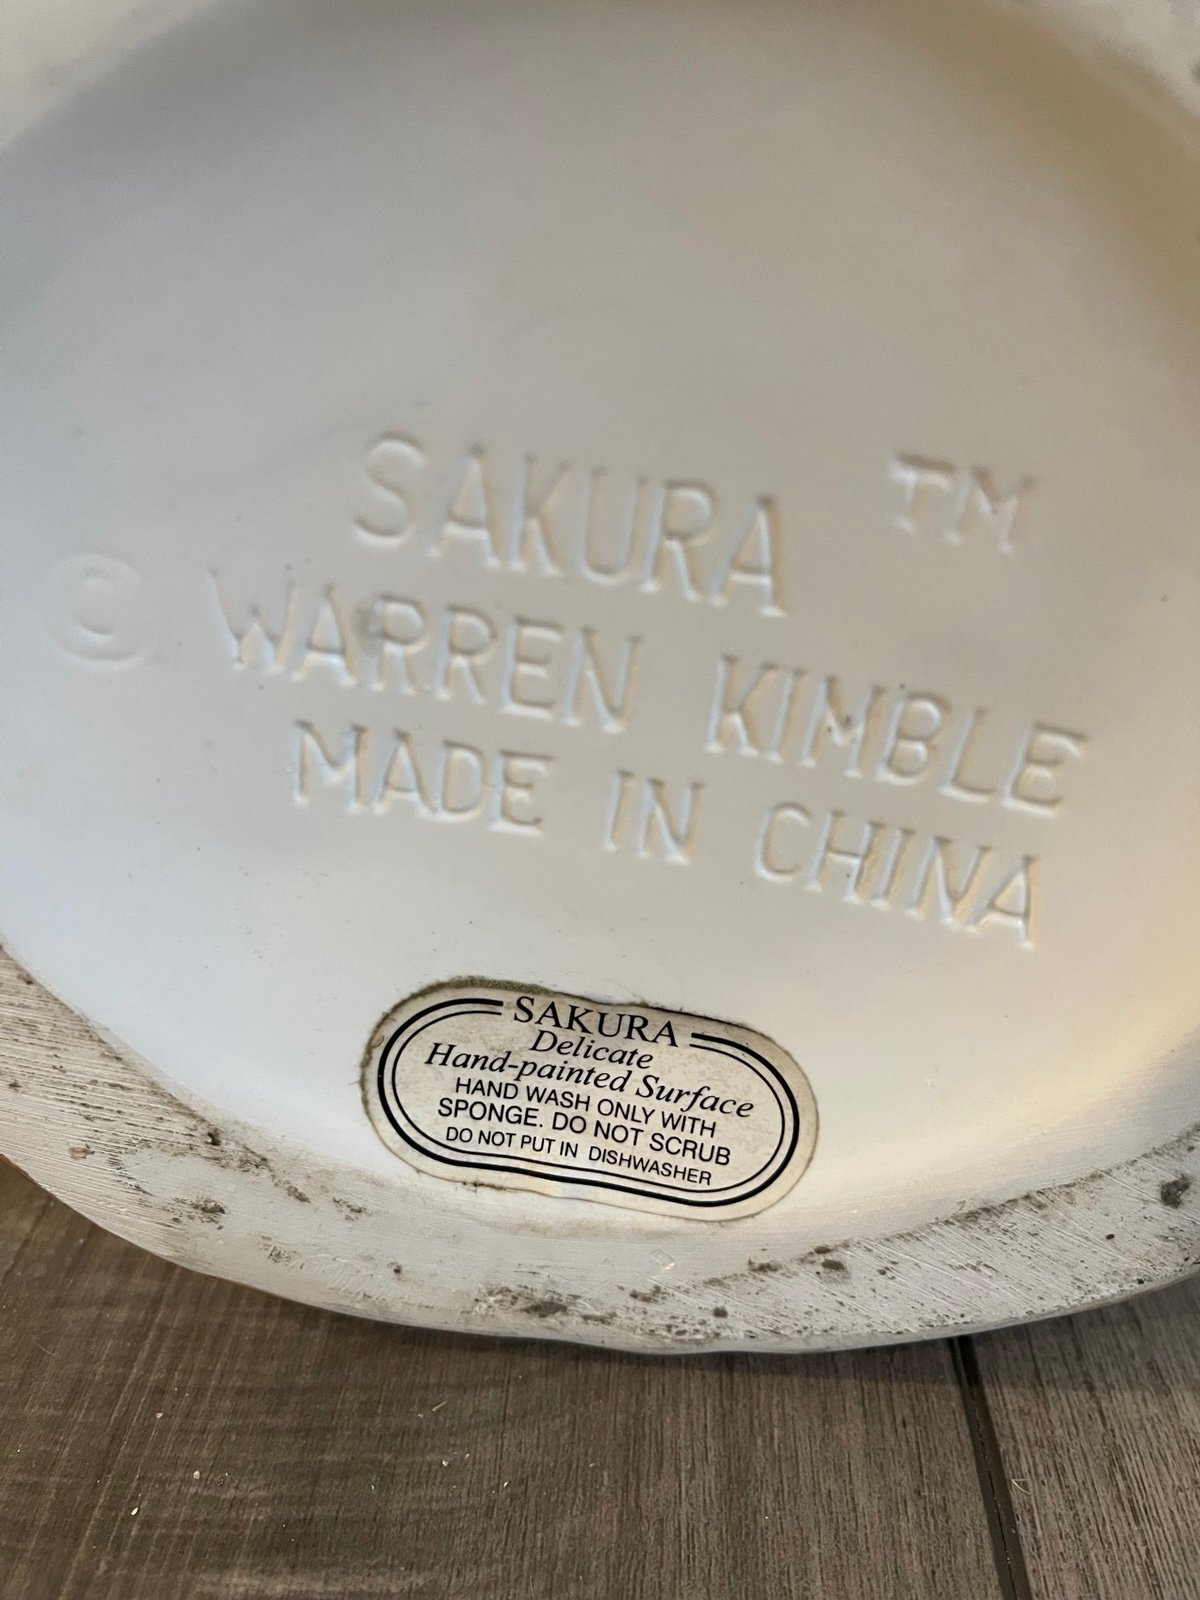 SAKURA ™
© WARREN KIMBLE
MADE IN CHINA
SAKURA
Delicate
Hand-painted Surface
HAND WASH ONLY WITH
SPONGE. DO NOT SCRUB
DO NOT PUT IN DISHWASHER